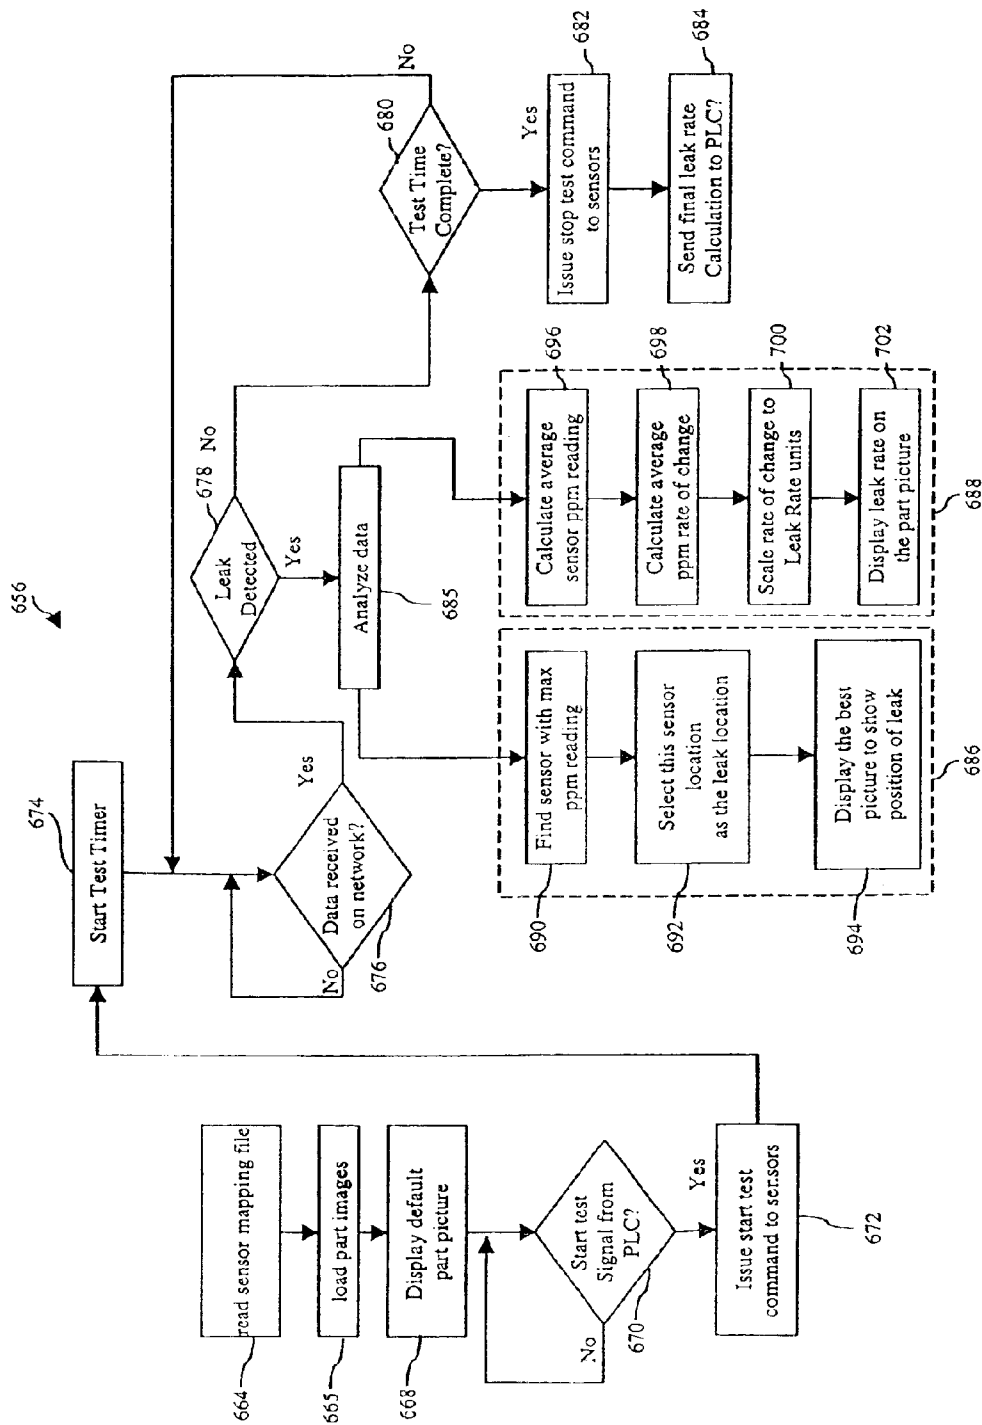 656
664
read sensor mapping file
665
load part images
668
Display default
part picture
670
Start test
Signal from
PLC?
No
Yes
672
Issue start test
command to sensors
674
Start Test Timer
676
Data received
on network?
No
Yes
678
Leak
Detected
No
Yes
680
Test Time
Complete?
No
Yes
682
Issue stop test command
to sensors
684
Send final leak rate
Calculation to PLC?
685
Analyze data
686
690
Find sensor with max
ppm reading
692
Select this sensor
location
as the leak location
694
Display the best
picture to show
position of leak
688
696
Calculate average
sensor ppm reading
698
Calculate average
ppm rate of change
700
Scale rate of change to
Leak Rate units
702
Display leak rate on
the part picture